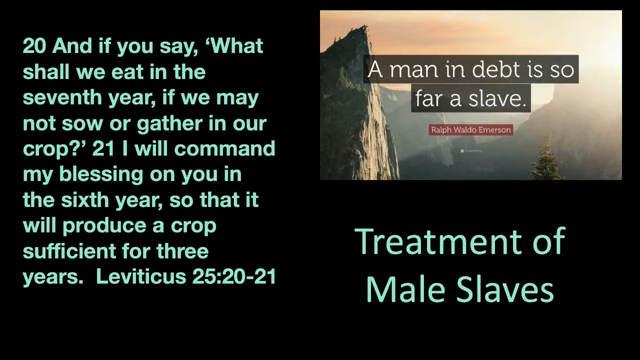 20 And if you say, ‘What
shall we eat in the
seventh year, if we may
not sow or gather in our
crop?’ 21 I will command
my blessing on you in
the sixth year, so that it
will produce a crop
sufficient for three
years.  Leviticus 25:20-21
A man in debt is so
far a slave.
Ralph Waldo Emerson
Treatment of
Male Slaves